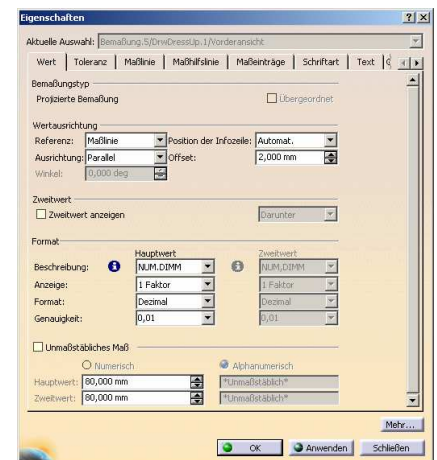 Eigenschaften
Aktuelle Auswahl: Bemaßung.5/DrwDressUp.1/Vorderansicht
Wert Toleranz Maßlinie Maßhilfslinie Maßeinträge Schriftart Text
Bemaßungstyp
Projizierte Bemaßung Übergeordnet
Wertausrichtung
Referenz: Maßlinie Position der Infozeile: Automat.
Ausrichtung: Parallel Offset: 2,000 mm
Winkel: 0,000 deg
Zweitwert
Zweitwert anzeigen Darunter
Format
Hauptwert Zweitwert
Beschreibung: NUM.DIMM NUM,DIMM
Anzeige: 1 Faktor 1 Faktor
Format: Dezimal Dezimal
Genauigkeit: 0,01 0,01
Unmaßstäbliches Maß
Numerisch Alphanumerisch
Hauptwert: 80,000 mm *Unmaßstäblich*
Zweitwert: 80,000 mm *Unmaßstäblich*
Mehr...
OK Anwenden Schließen